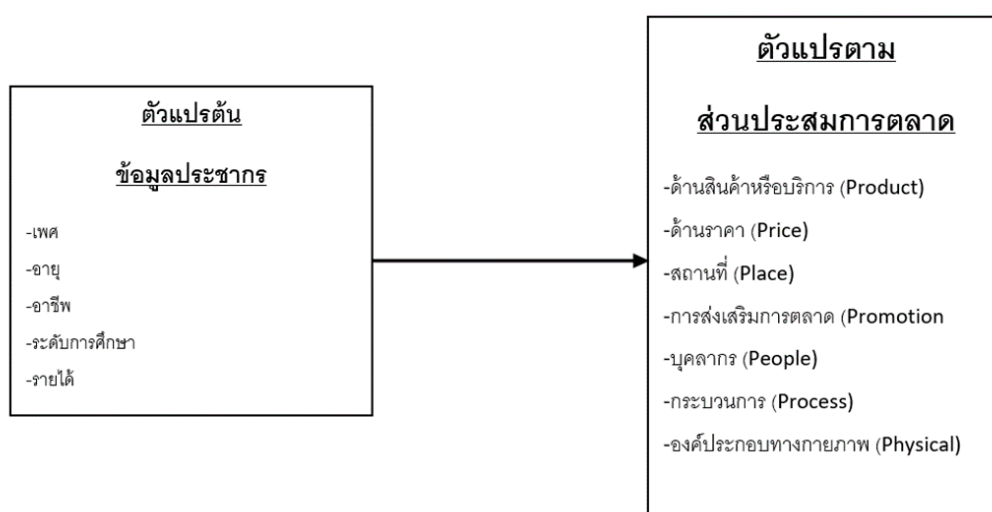 ตัวแปรต้น
ข้อมูลประชากร
-เพศ
-อายุ
-อาชีพ
-ระดับการศึกษา
-รายได้
ตัวแปรตาม
ส่วนประสมการตลาด
-ด้านสินค้าหรือบริการ (Product)
-ด้านราคา (Price)
-สถานที่ (Place)
-การส่งเสริมการตลาด (Promotion
-บุคลากร (People)
-กระบวนการ (Process)
-องค์ประกอบทางกายภาพ (Physical)